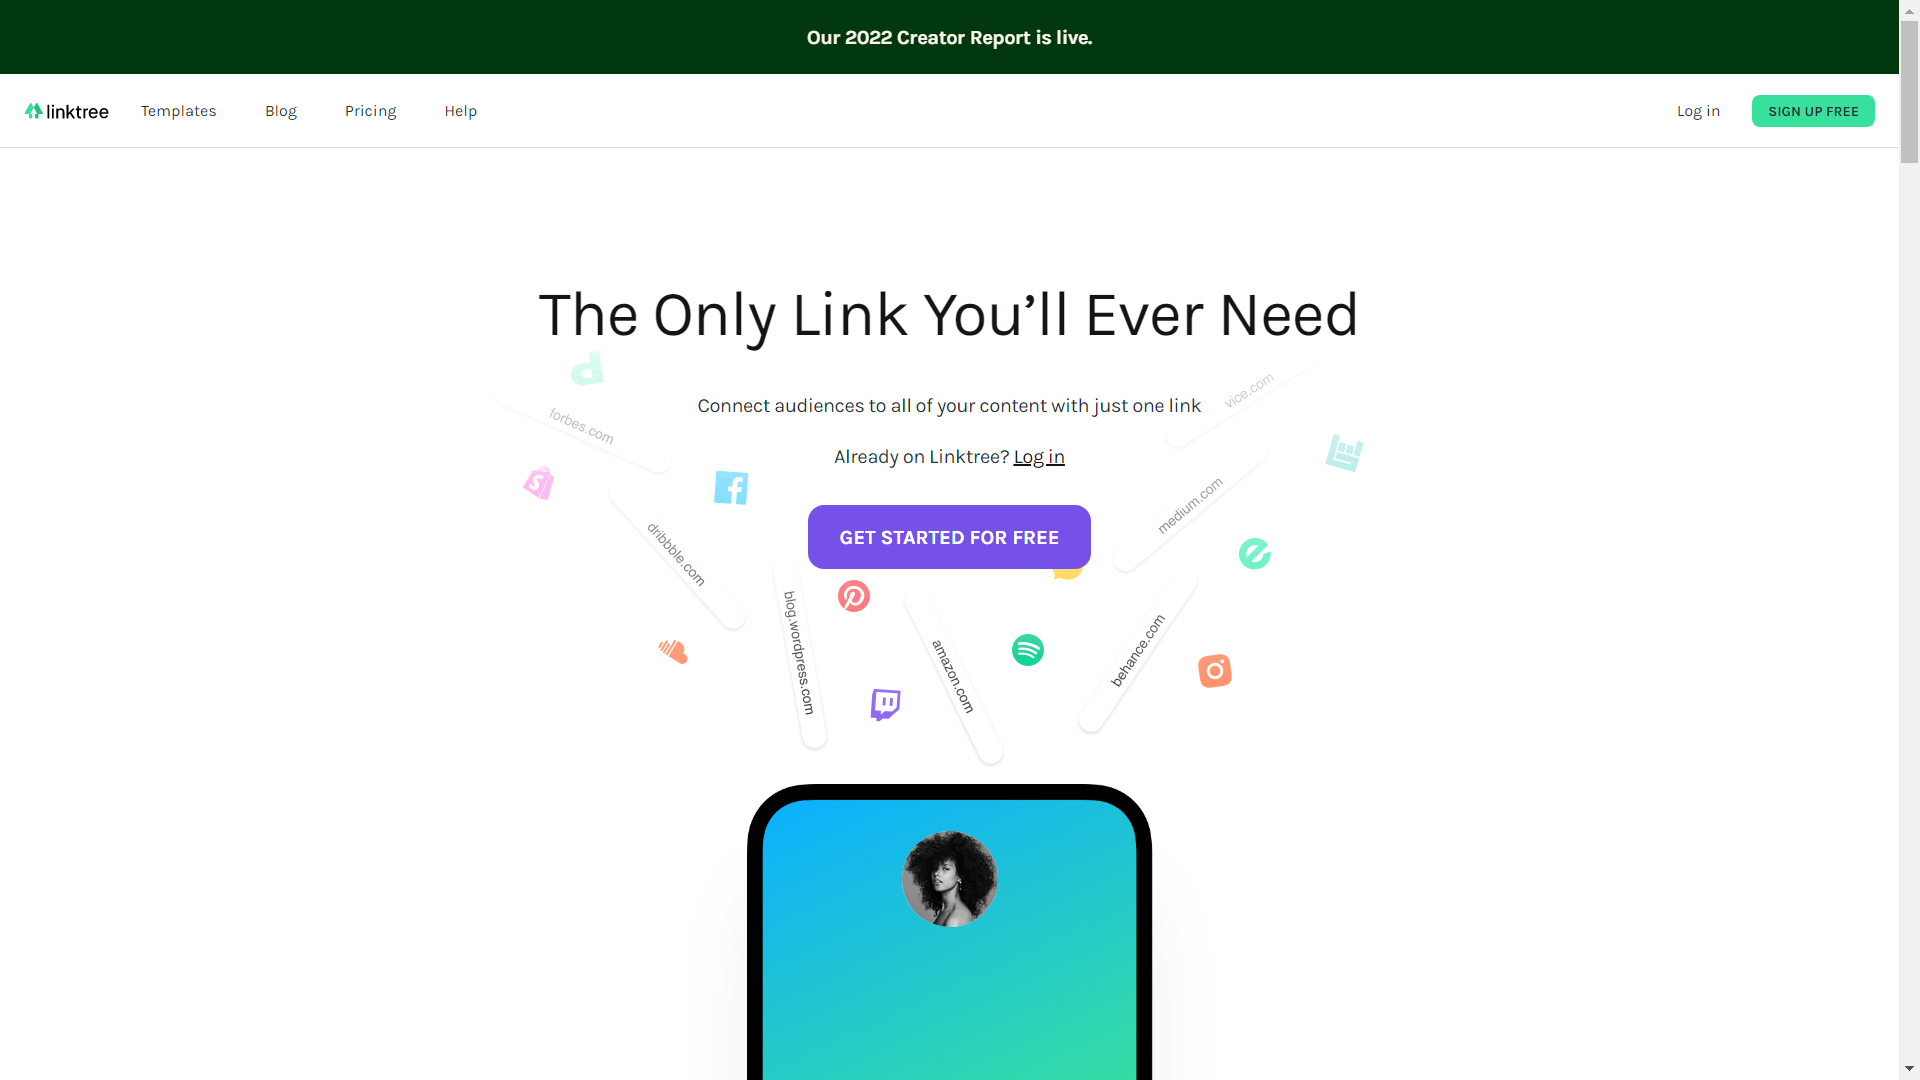 Our 2022 Creator Report is live.
linktree
Templates
Blog
Pricing
Help
Log in
SIGN UP FREE
The Only Link You’ll Ever Need
Connect audiences to all of your content with just one link
Already on Linktree? Log in
GET STARTED FOR FREE
forbes.com
vice.com
dribbble.com
medium.com
blog.wordpress.com
amazon.com
behance.com